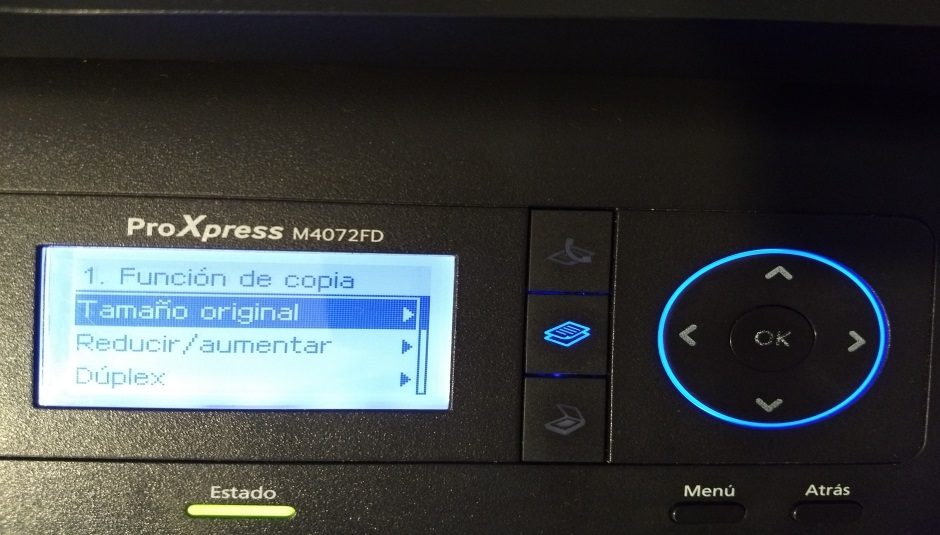 ProXpress M4072FD
1. Función de copia
Tamaño original
Reducir/aumentar
Dúplex
OK
Estado
Menú
Atrás